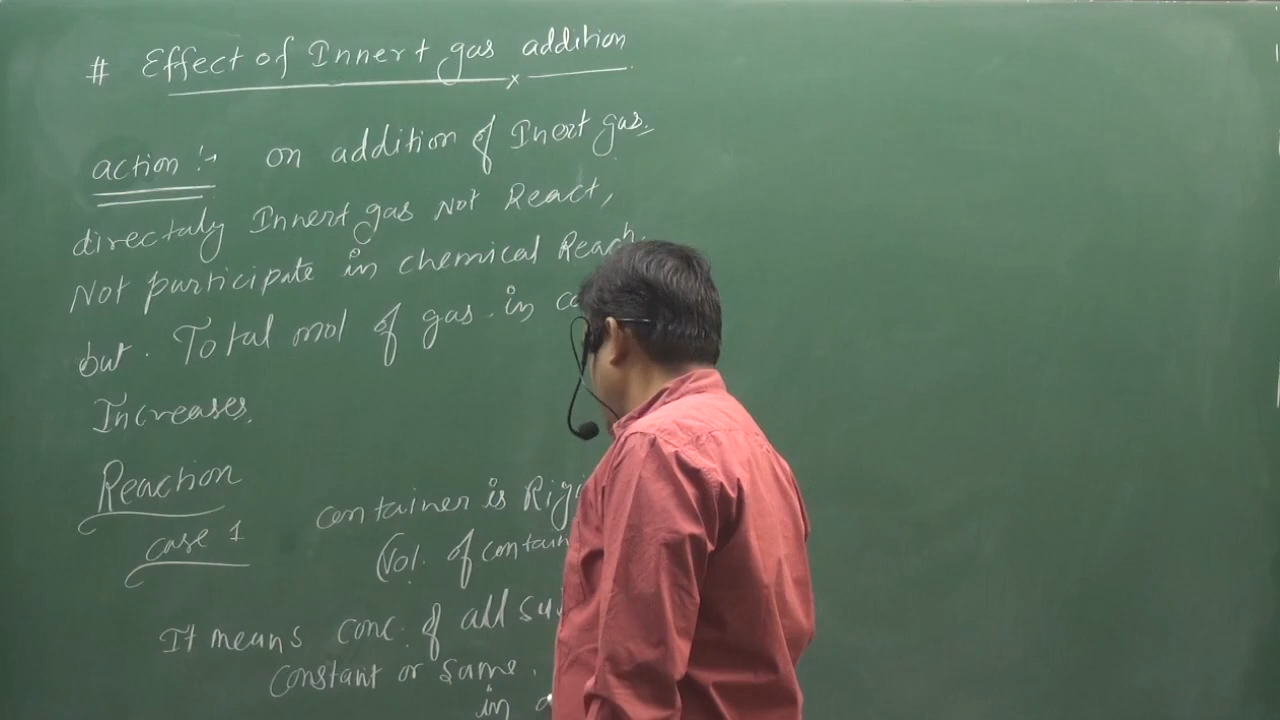 # Effect of Innert gas addition
action :- on addition of Inert gas.
directaly Innert gas Not React,
Not participate in chemical Reach.
but. Total mol of gas. in
Increases.
Reaction
case 1 container is
(Vol. of
It means conc. of all
constant or same.
in